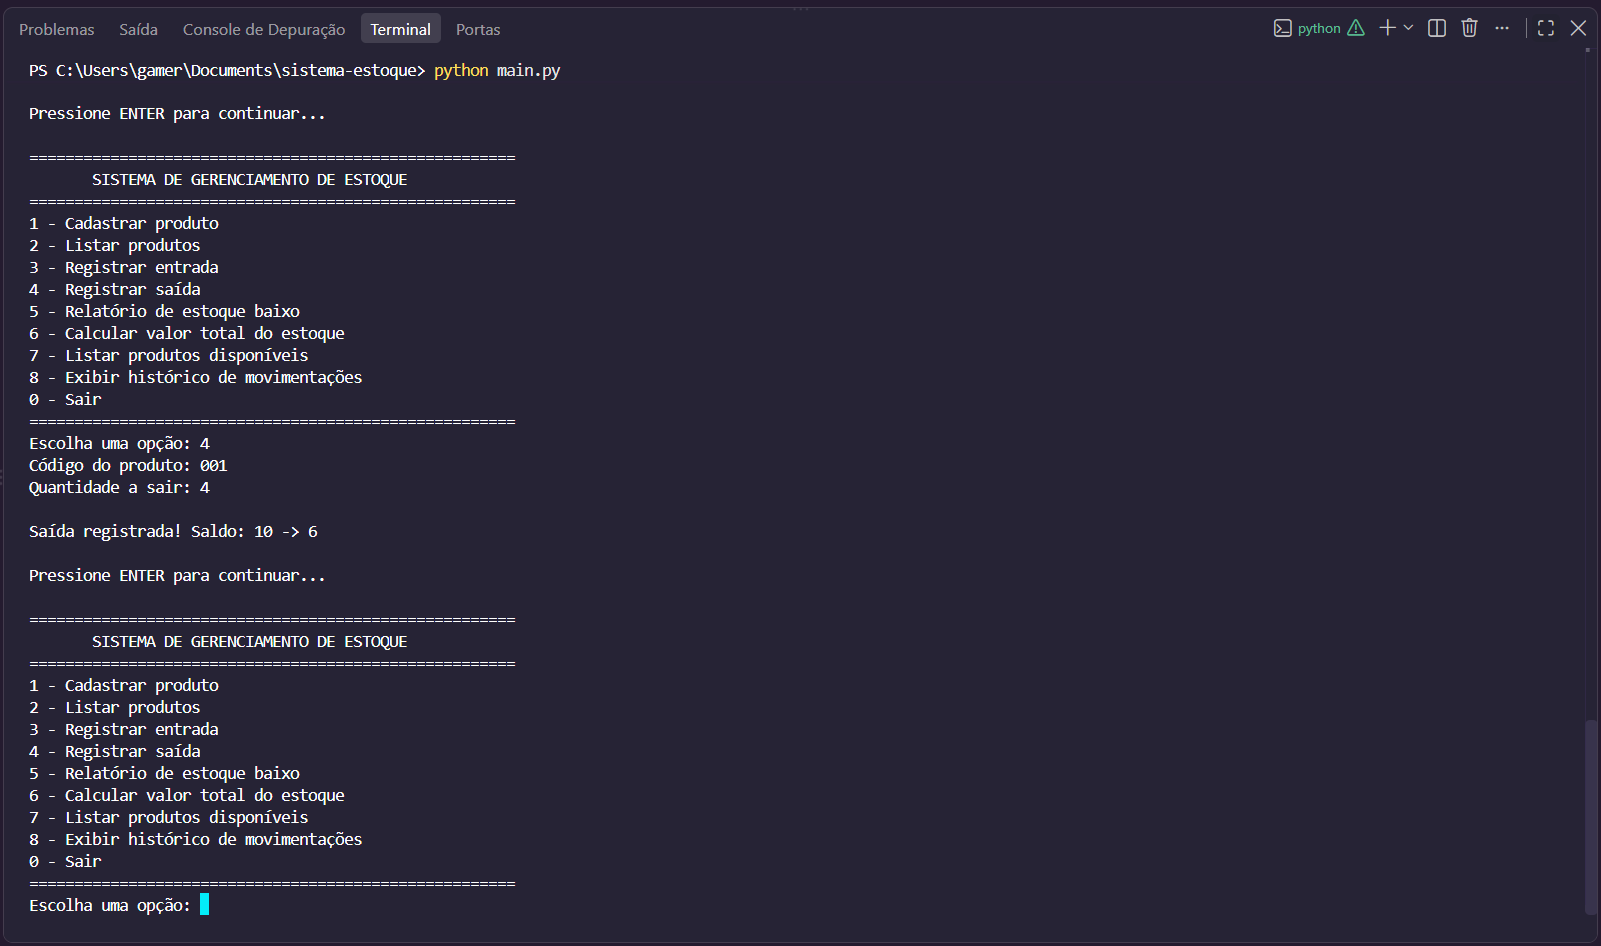 Problemas Saída Console de Depuração Terminal Portas python
PS C:\Users\gamer\Documents\sistema-estoque> python main.py
Pressione ENTER para continuar...
======================================================
SISTEMA DE GERENCIAMENTO DE ESTOQUE
======================================================
1 - Cadastrar produto
2 - Listar produtos
3 - Registrar entrada
4 - Registrar saída
5 - Relatório de estoque baixo
6 - Calcular valor total do estoque
7 - Listar produtos disponíveis
8 - Exibir histórico de movimentações
0 - Sair
======================================================
Escolha uma opção: 4
Código do produto: 001
Quantidade a sair: 4
Saída registrada! Saldo: 10 -> 6
Pressione ENTER para continuar...
======================================================
SISTEMA DE GERENCIAMENTO DE ESTOQUE
======================================================
1 - Cadastrar produto
2 - Listar produtos
3 - Registrar entrada
4 - Registrar saída
5 - Relatório de estoque baixo
6 - Calcular valor total do estoque
7 - Listar produtos disponíveis
8 - Exibir histórico de movimentações
0 - Sair
======================================================
Escolha uma opção: